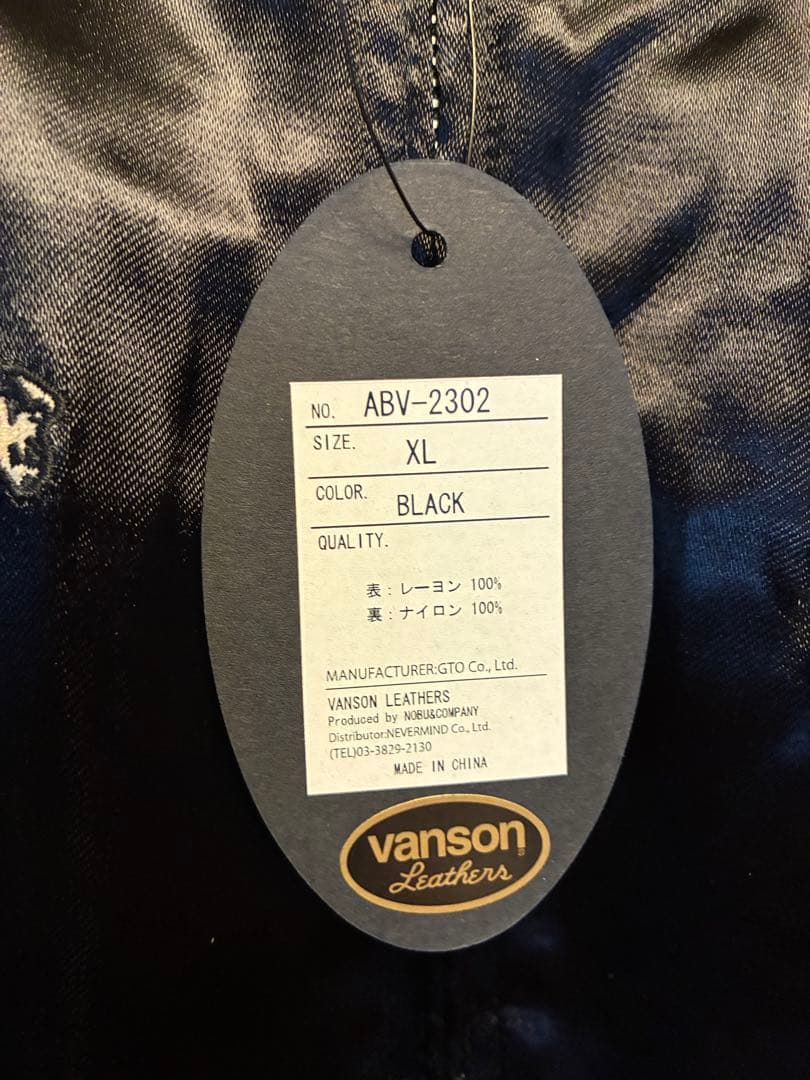 NO. ABV-2302
SIZE. XL
COLOR. BLACK
QUALITY.
表：レーヨン 100%
裏：ナイロン 100%
MANUFACTURER:GTO Co., Ltd.
VANSON LEATHERS
Produced by NOBU&COMPANY
Distributor:NEVERMIND Co., Ltd.
(TEL)03-3829-2130
MADE IN CHINA
vanson
Leathers